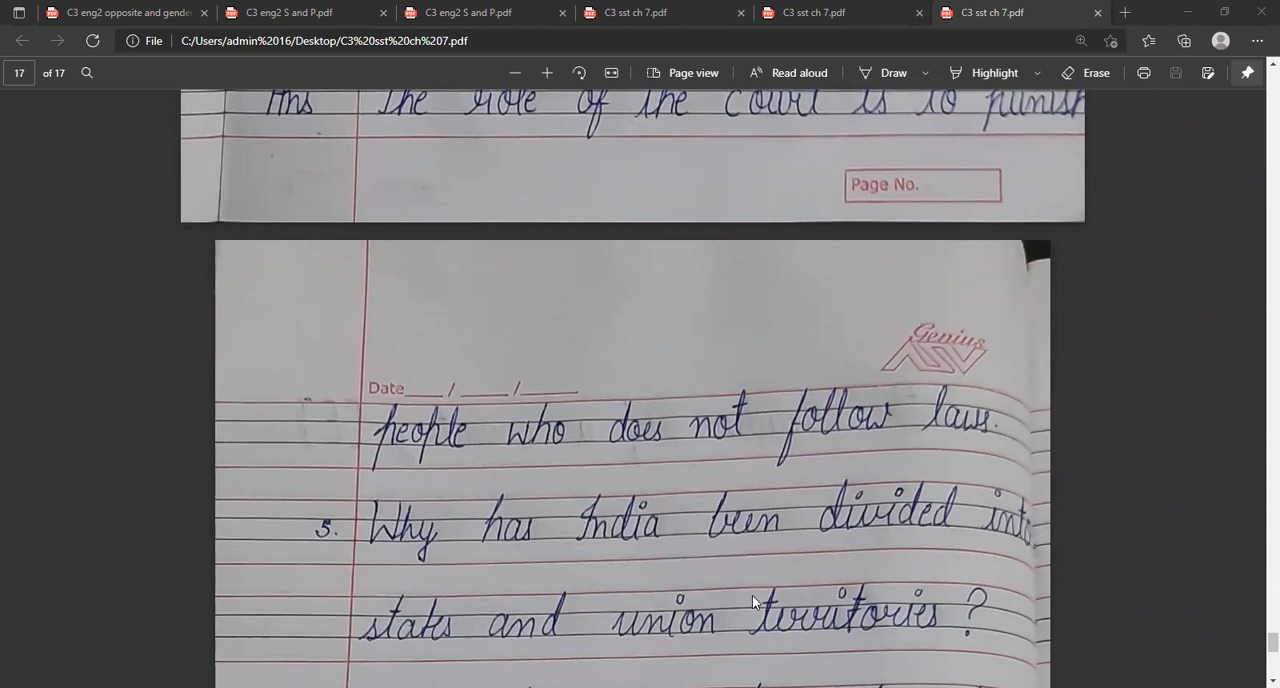 C3 eng2 opposite and gende
C3 eng2 S and P.pdf
C3 eng2 S and P.pdf
C3 sst ch 7.pdf
C3 sst ch 7.pdf
C3 sst ch 7.pdf
File C:/Users/admin%2016/Desktop/C3%20sst%20ch%207.pdf
17 of 17 Page view Read aloud Draw Highlight Erase
Ans The role of the court is to punish
Page No.
Genius
Date___/___/___
people who does not follow laws.
5. Why has India been divided into
states and union territories?